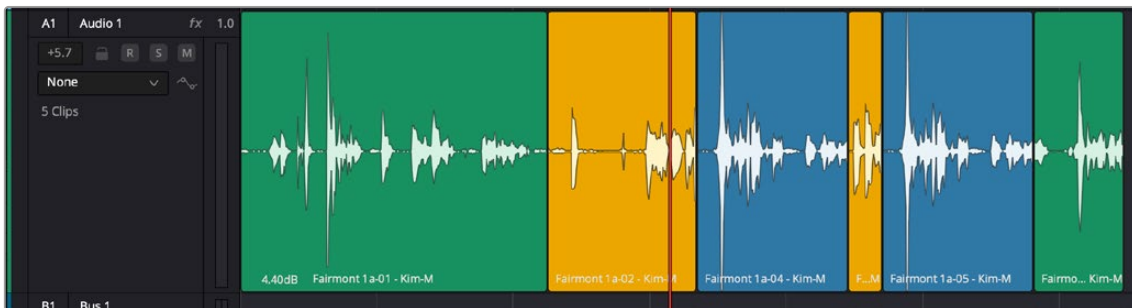 A1 Audio 1 fx 1.0
+5.7 R S M
None
5 Clips
4.40dB Fairmont 1a-01 - Kim-M
Fairmont 1a-02 - Kim-M
Fairmont 1a-04 - Kim-M
F...M
Fairmont 1a-05 - Kim-M
Fairmo... Kim-M
B1 Bus 1